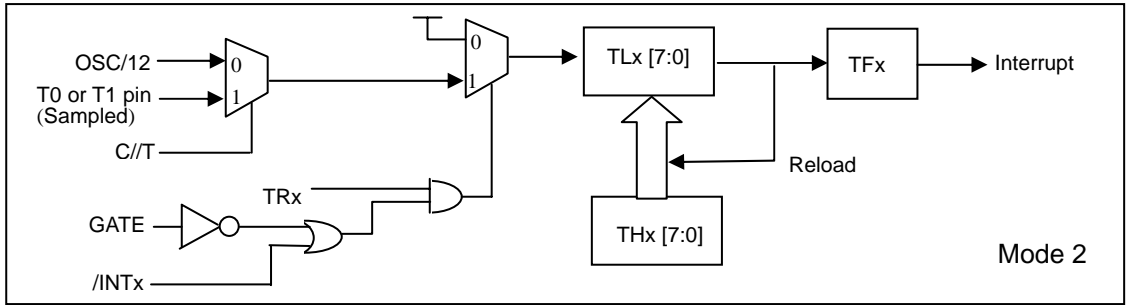 OSC/12
T0 or T1 pin
(Sampled)
C//T
0
1
0
1
TLx [7:0]
TFx
Interrupt
Reload
TRx
GATE
/INTx
THx [7:0]
Mode 2